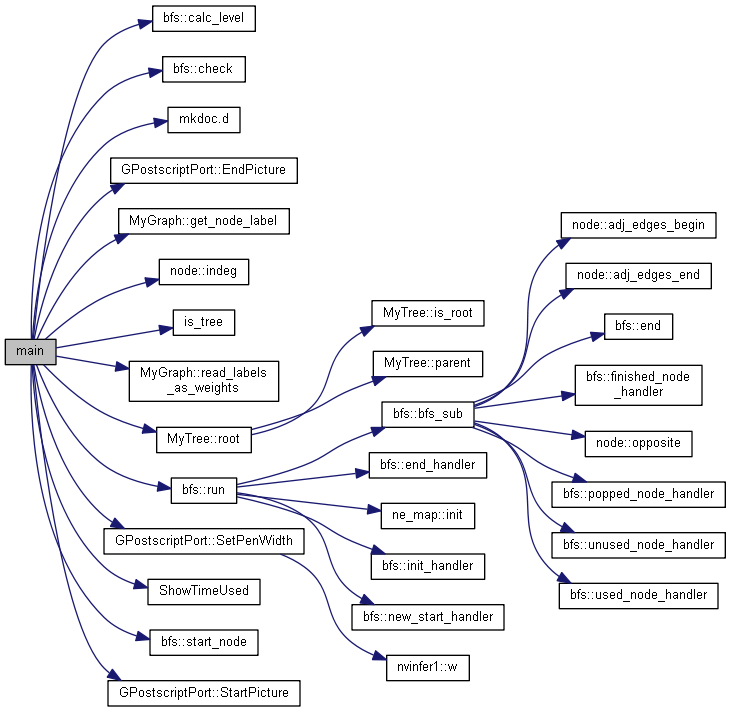 main
bfs::calc_level
bfs::check
mkdoc.d
GPostscriptPort::EndPicture
MyGraph::get_node_label
node::indeg
is_tree
MyGraph::read_labels
_as_weights
MyTree::root
bfs::run
GPostscriptPort::SetPenWidth
ShowTimeUsed
bfs::start_node
GPostscriptPort::StartPicture
MyTree::is_root
MyTree::parent
bfs::bfs_sub
bfs::end_handler
ne_map::init
bfs::init_handler
bfs::new_start_handler
nvinfer1::w
node::adj_edges_begin
node::adj_edges_end
bfs::end
bfs::finished_node
_handler
node::opposite
bfs::popped_node_handler
bfs::unused_node_handler
bfs::used_node_handler